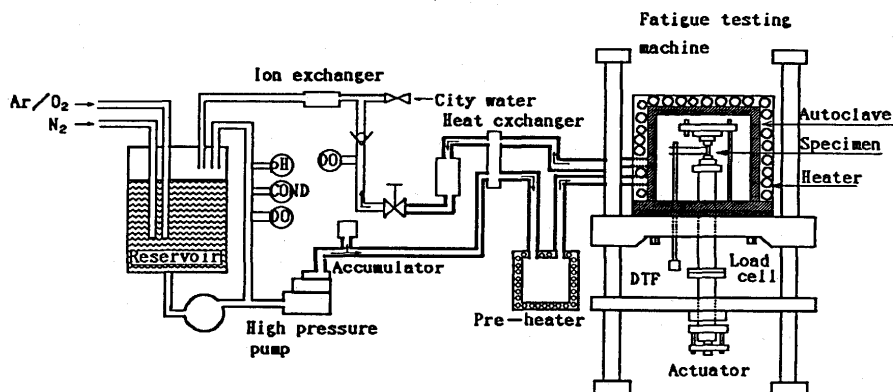 Fatigue testing
machine
Ion exchanger
Ar/O₂
N₂
City water
Heat cxchanger
Autoclave
Specimen
Heater
PH
COND
DO
DO
Reservoir
Accumulator
High pressure
pump
Pre-heater
DTF
Load
cell
Actuator